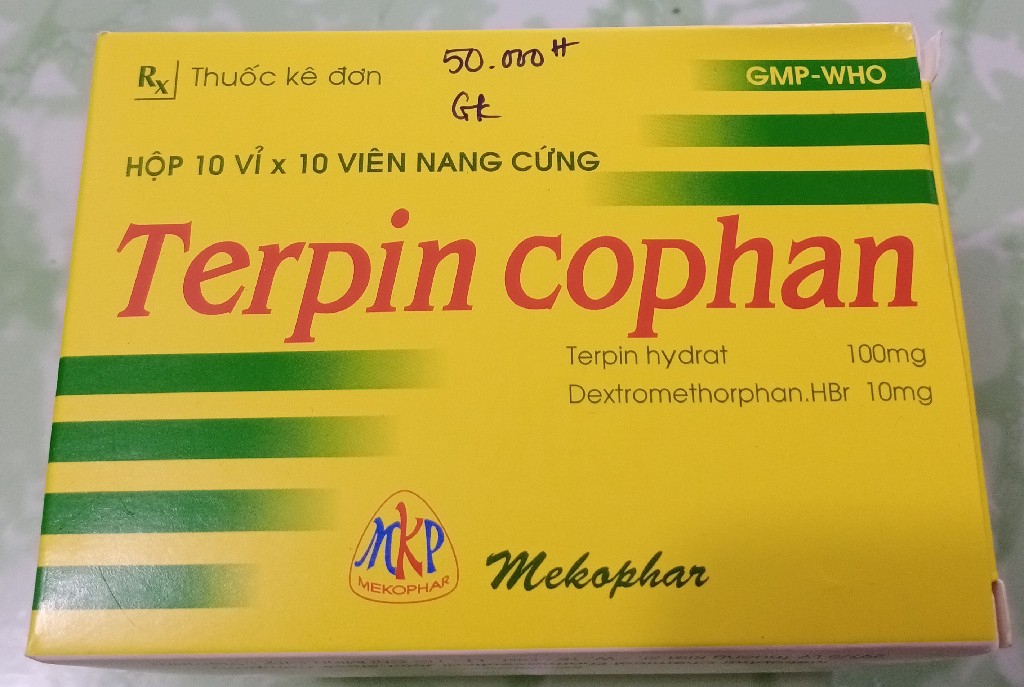 Rx Thuốc kê đơn
50.000đ
Gk
GMP-WHO
HỘP 10 VỈ x 10 VIÊN NANG CỨNG
Terpin cophan
Terpin hydrat 100mg
Dextromethorphan.HBr 10mg
MKP
MEKOPHAR
Mekophar